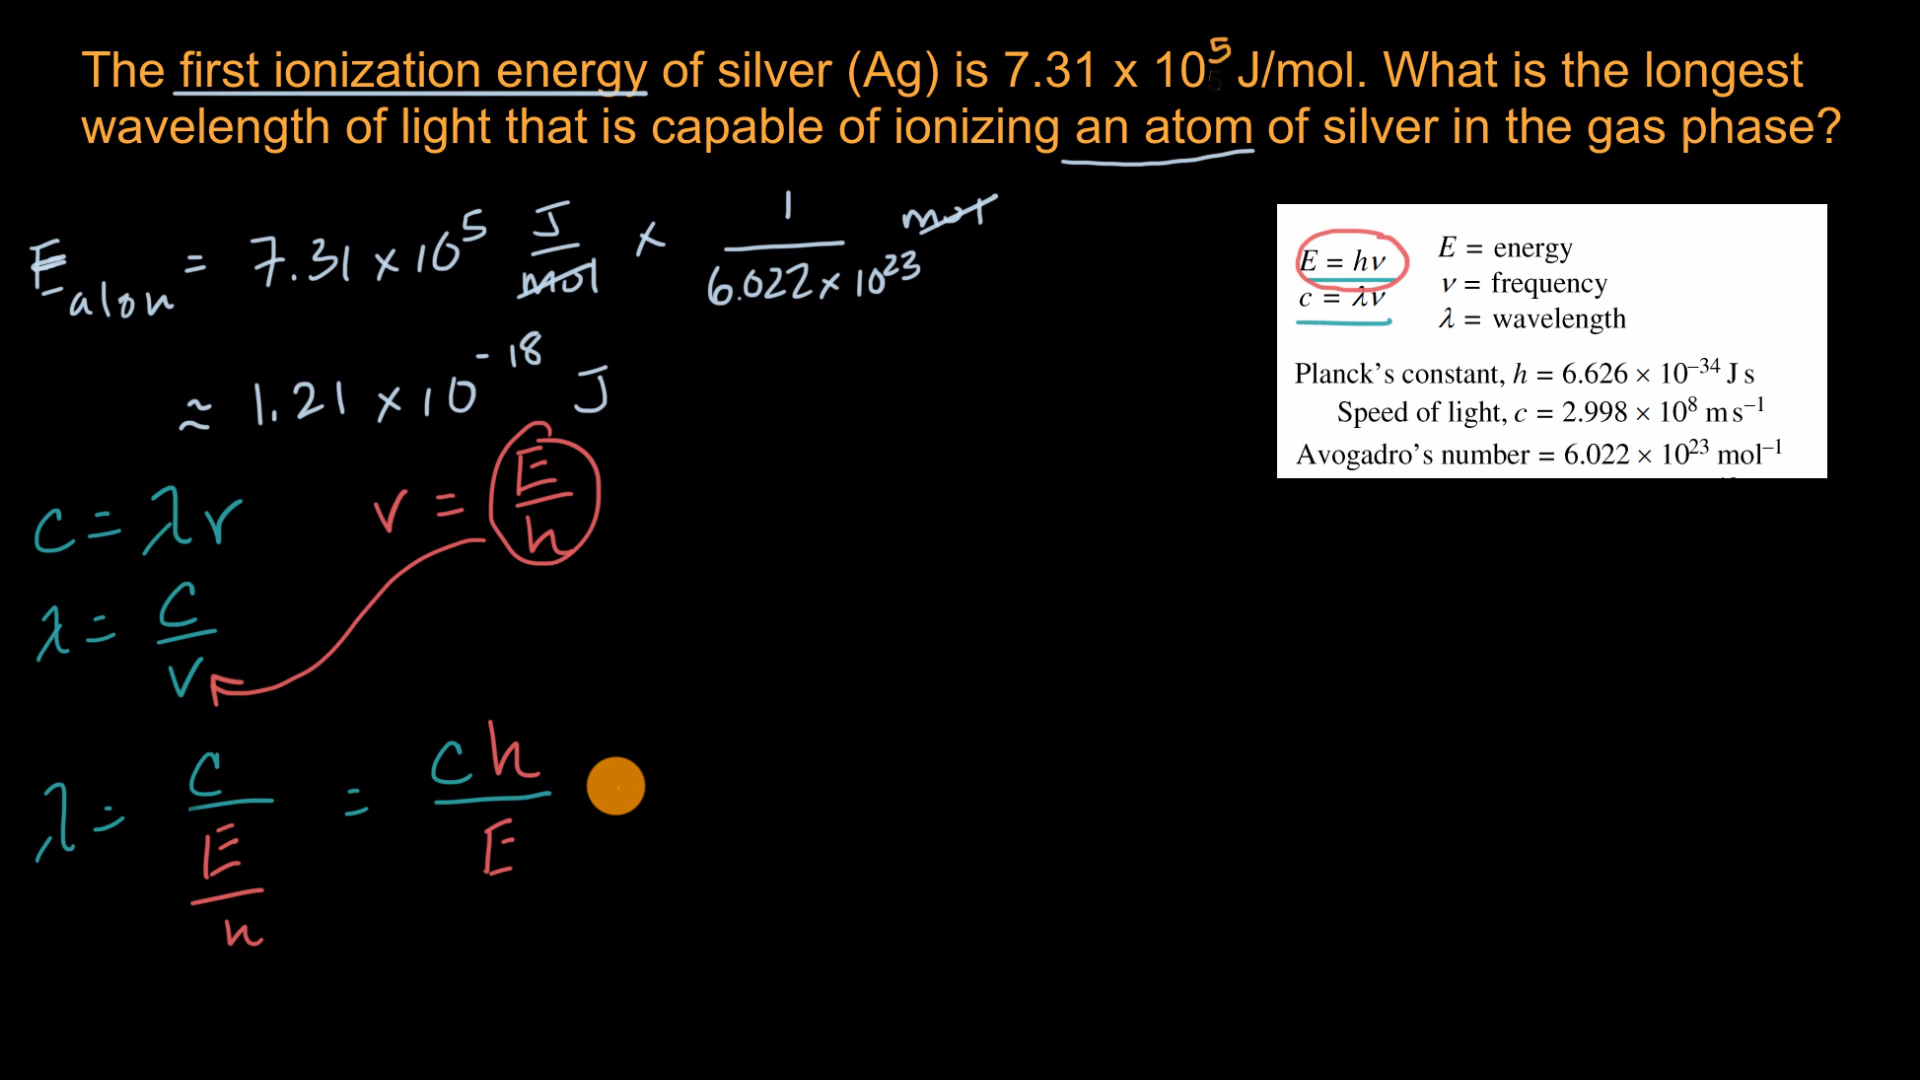 The first ionization energy of silver (Ag) is 7.31 x 10⁵ J/mol. What is the longest
wavelength of light that is capable of ionizing an atom of silver in the gas phase?
E_atom = 7.31 × 10⁵ J/mol × 1/(6.022 × 10²³) mol
≈ 1.21 × 10⁻¹⁸ J
c = λν
ν = E/h
λ = c/ν
λ = c/(E/h) = ch/E
E = hν
c = λν
E = energy
ν = frequency
λ = wavelength
Planck's constant, h = 6.626 × 10⁻³⁴ J s
Speed of light, c = 2.998 × 10⁸ m s⁻¹
Avogadro's number = 6.022 × 10²³ mol⁻¹